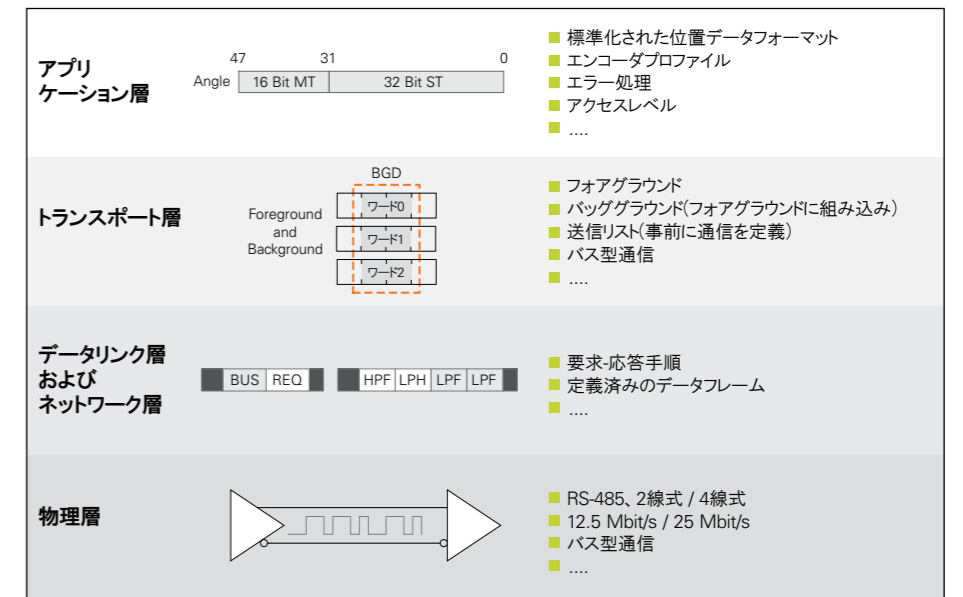 アプリ
ケーション層
47 31 0
Angle 16 Bit MT 32 Bit ST
■ 標準化された位置データフォーマット
■ エンコーダプロファイル
■ エラー処理
■ アクセスレベル
■ ....
トランスポート層
BGD
Foreground
and
Background
ワード0
ワード1
ワード2
■ フォアグラウンド
■ バッググラウンド(フォアグラウンドに組み込み)
■ 送信リスト(事前に通信を定義)
■ バス型通信
■ ....
データリンク層
および
ネットワーク層
BUS REQ HPF LPH LPF LPF
■ 要求-応答手順
■ 定義済みのデータフレーム
■ ....
物理層
■ RS-485、2線式 / 4線式
■ 12.5 Mbit/s / 25 Mbit/s
■ バス型通信
■ ....